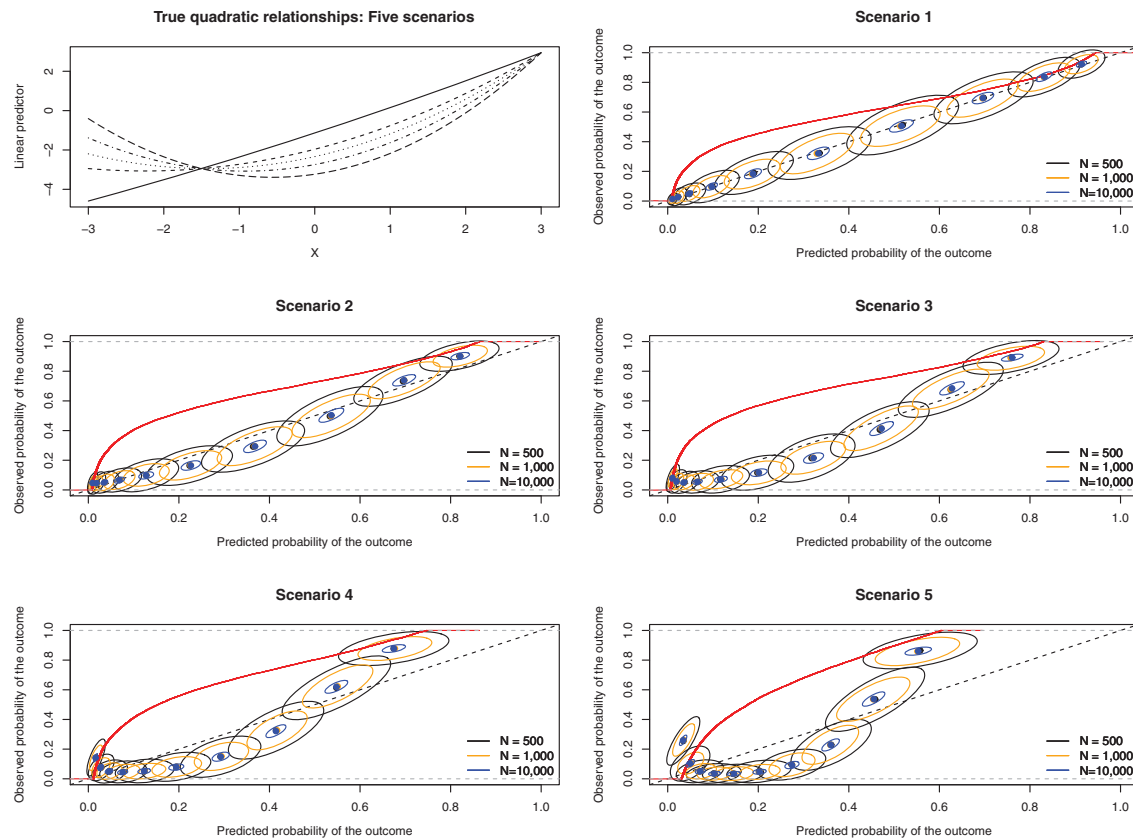 True quadratic relationships: Five scenarios
Linear predictor
2
0
−2
−4
−3 −2 −1 0 1 2 3
X
Scenario 1
Observed probability of the outcome
1.0
0.8
0.6
0.4
0.2
0.0
N = 500
N = 1,000
N=10,000
0.0 0.2 0.4 0.6 0.8 1.0
Predicted probability of the outcome
Scenario 2
Observed probability of the outcome
1.0
0.8
0.6
0.4
0.2
0.0
N = 500
N = 1,000
N=10,000
0.0 0.2 0.4 0.6 0.8 1.0
Predicted probability of the outcome
Scenario 3
Observed probability of the outcome
1.0
0.8
0.6
0.4
0.2
0.0
N = 500
N = 1,000
N=10,000
0.0 0.2 0.4 0.6 0.8 1.0
Predicted probability of the outcome
Scenario 4
Observed probability of the outcome
1.0
0.8
0.6
0.4
0.2
0.0
N = 500
N = 1,000
N=10,000
0.0 0.2 0.4 0.6 0.8 1.0
Predicted probability of the outcome
Scenario 5
Observed probability of the outcome
1.0
0.8
0.6
0.4
0.2
0.0
N = 500
N = 1,000
N=10,000
0.0 0.2 0.4 0.6 0.8 1.0
Predicted probability of the outcome